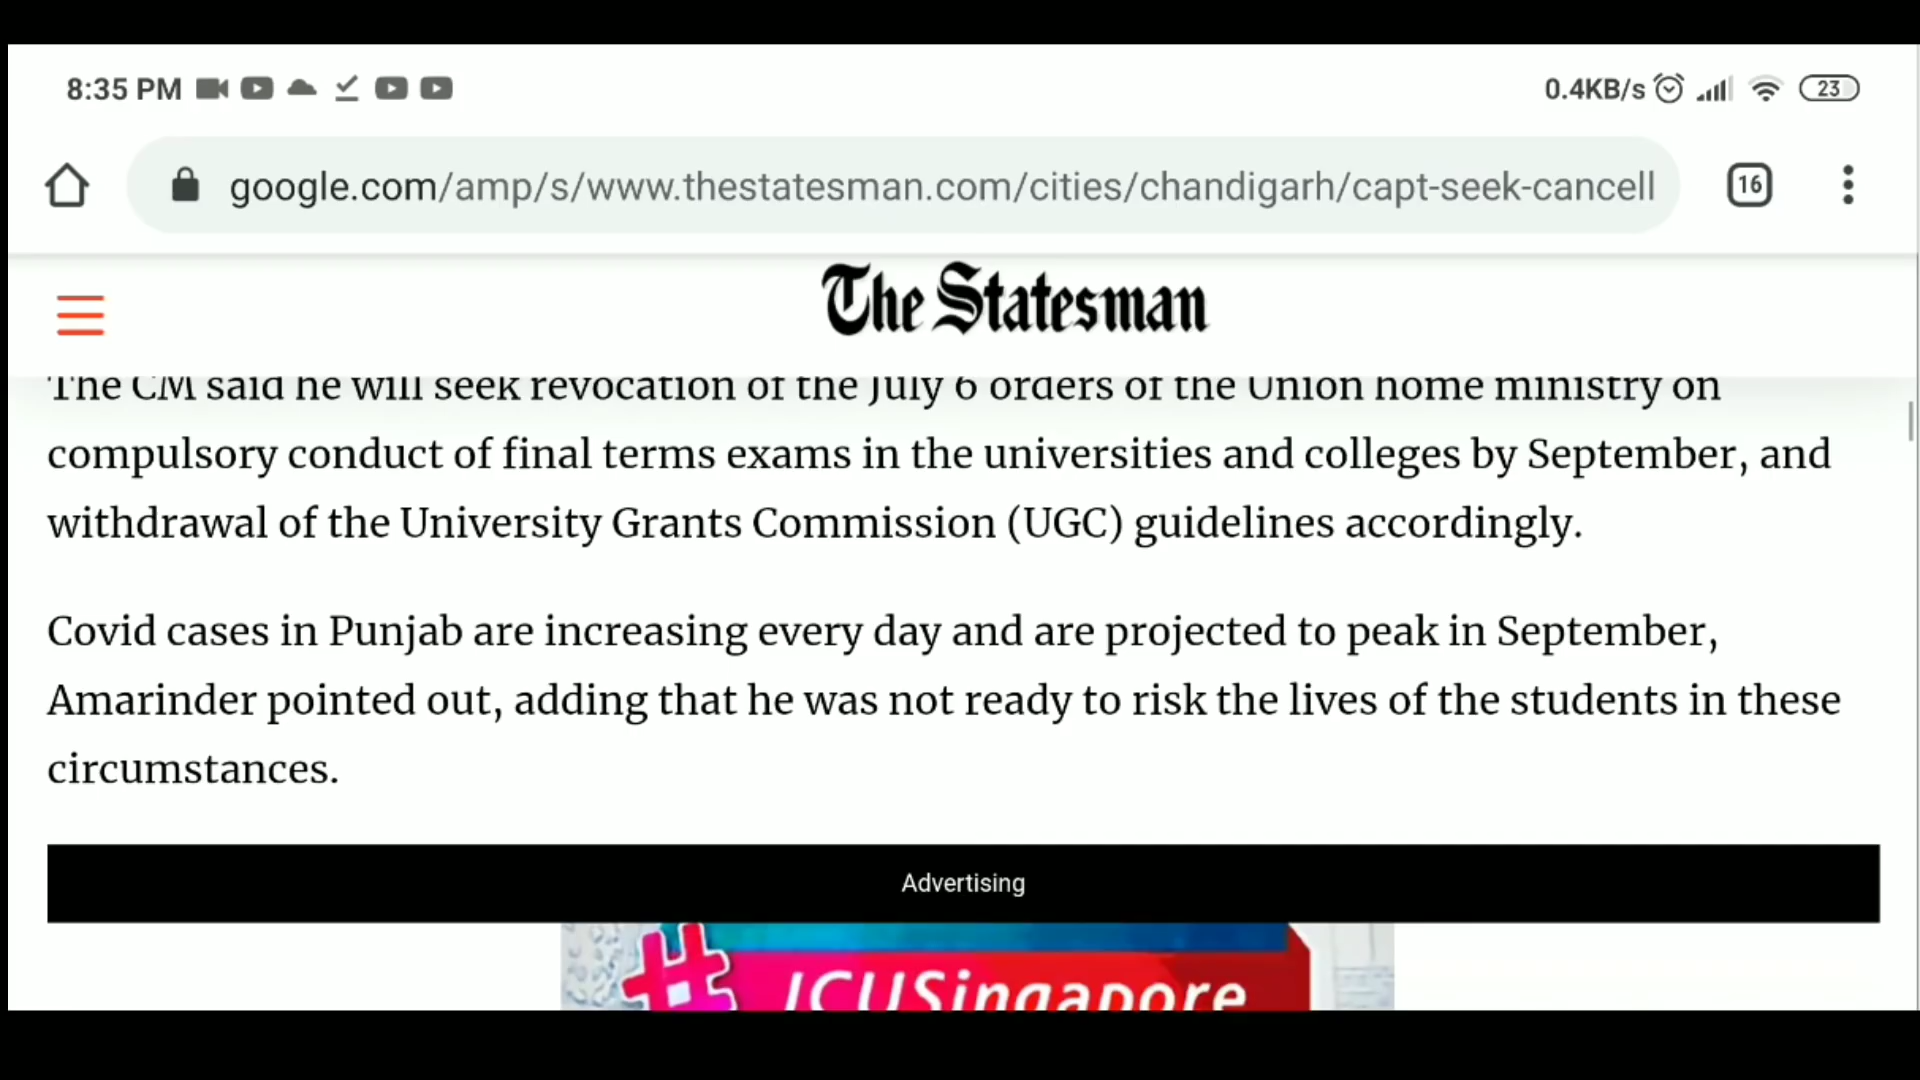 8:35 PM
0.4KB/s
23
google.com/amp/s/www.thestatesman.com/cities/chandigarh/capt-seek-cancell
16
The Statesman
The CM said he will seek revocation of the July 6 orders of the Union home ministry on
compulsory conduct of final terms exams in the universities and colleges by September, and
withdrawal of the University Grants Commission (UGC) guidelines accordingly.
Covid cases in Punjab are increasing every day and are projected to peak in September,
Amarinder pointed out, adding that he was not ready to risk the lives of the students in these
circumstances.
Advertising
# JCUSingapore